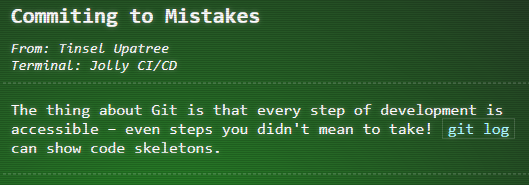 Commiting to Mistakes
From: Tinsel Upatree
Terminal: Jolly CI/CD
The thing about Git is that every step of development is
accessible – even steps you didn't mean to take! git log
can show code skeletons.